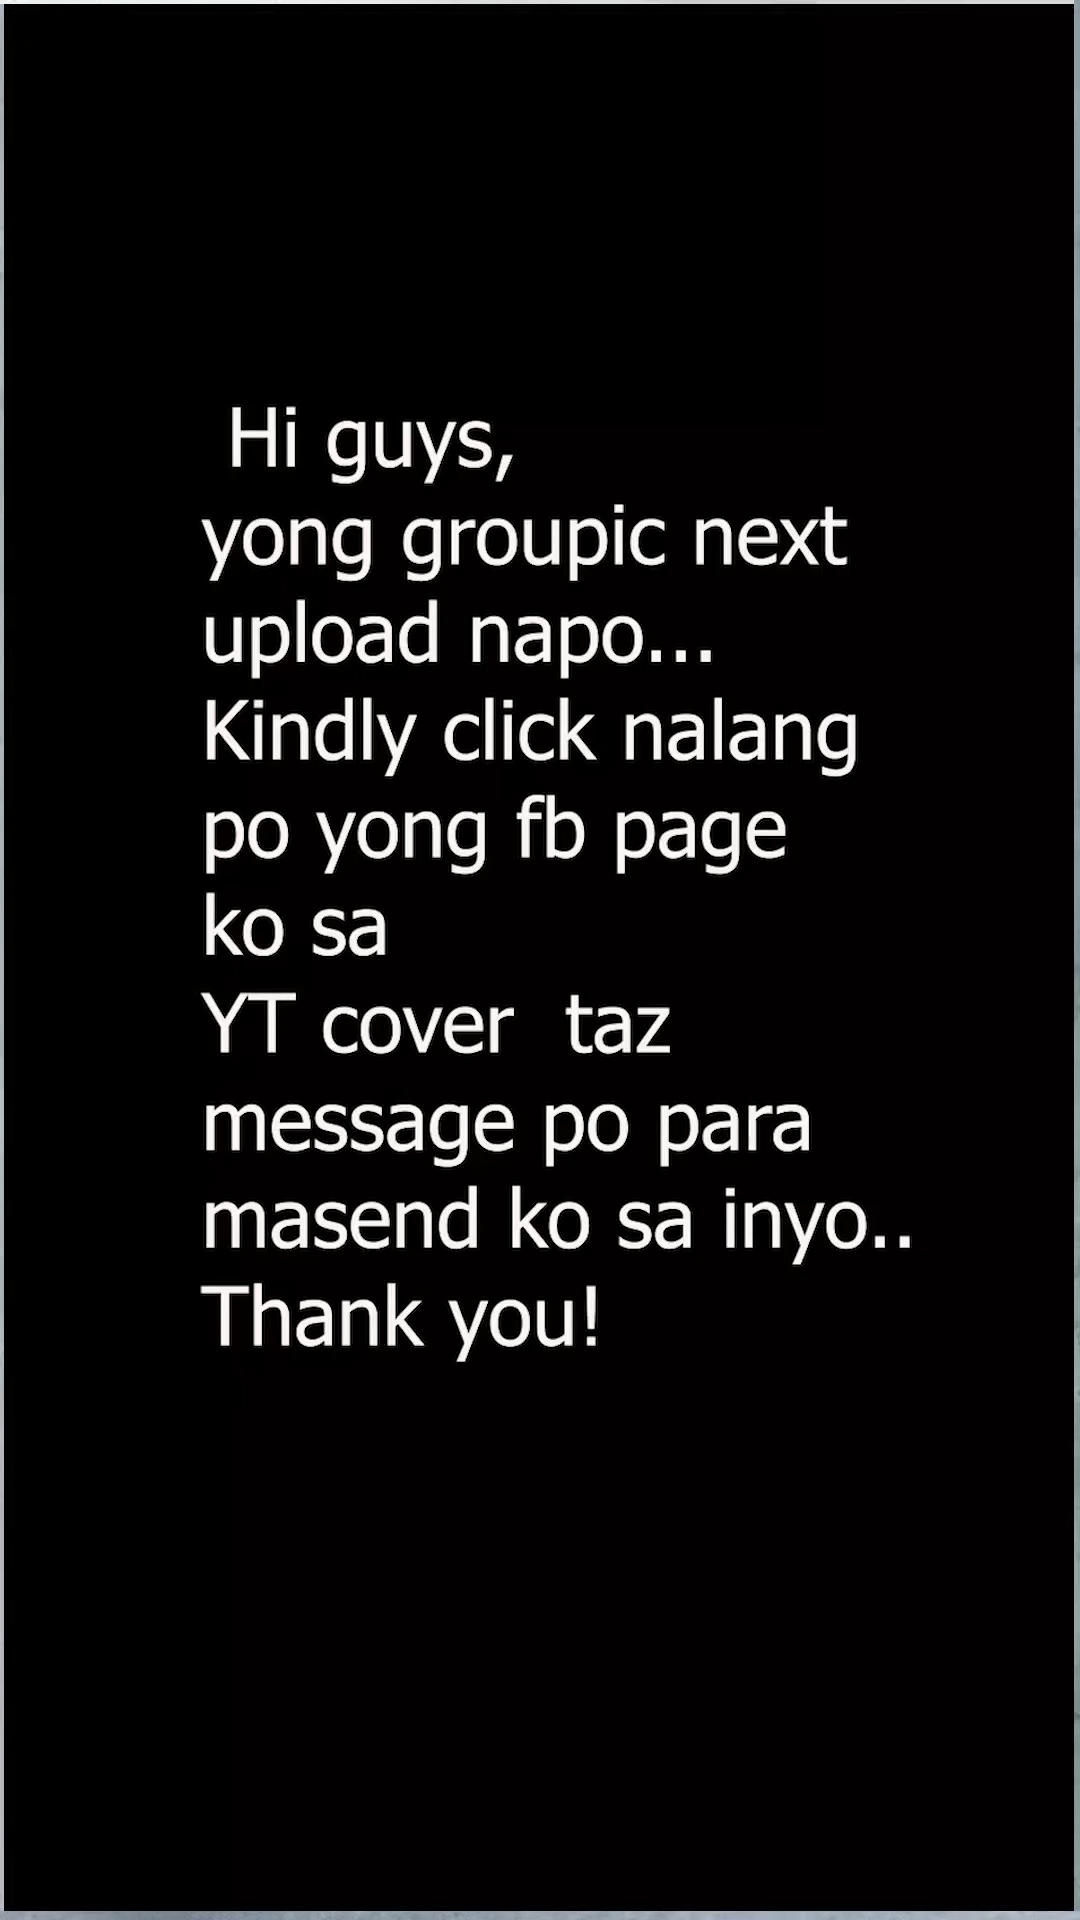 Hi guys,
yong groupic next
upload napo...
Kindly click nalang
po yong fb page
ko sa
YT cover  taz
message po para
masend ko sa inyo..
Thank you!